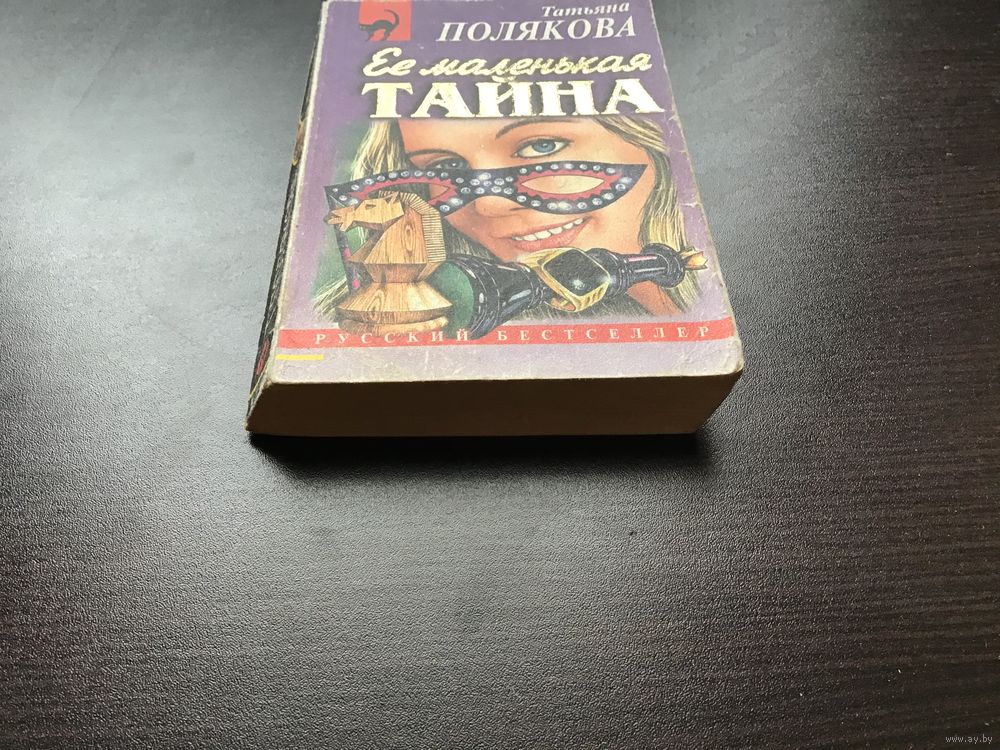 Татьяна
ПОЛЯКОВА
Ее маленькая
ТАЙНА
РУССКИЙ БЕСТСЕЛЛЕР
www.ay.by